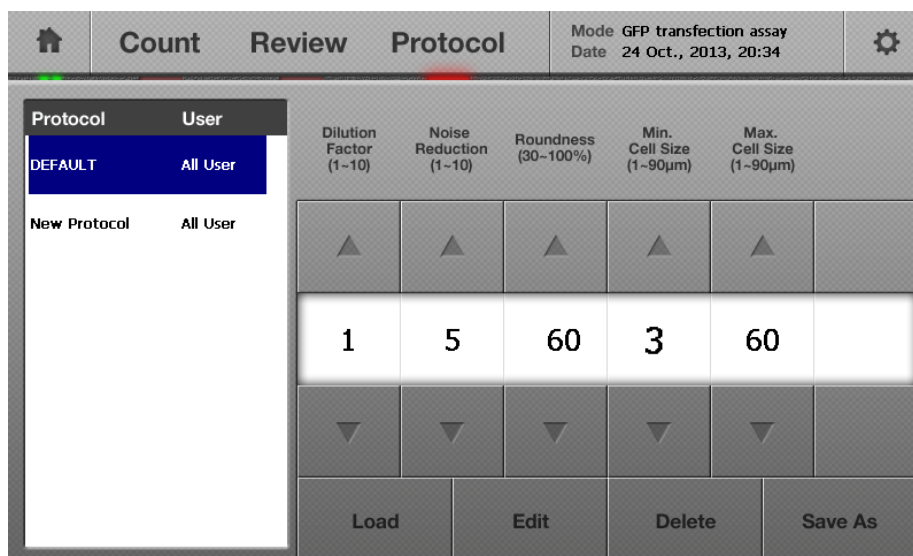 Count Review Protocol
Mode GFP transfection assay
Date 24 Oct., 2013, 20:34
Protocol User
DEFAULT All User
New Protocol All User
Dilution Factor (1~10)
Noise Reduction (1~10)
Roundness (30~100%)
Min. Cell Size (1~90µm)
Max. Cell Size (1~90µm)
1 5 60 3 60
Load Edit Delete Save As